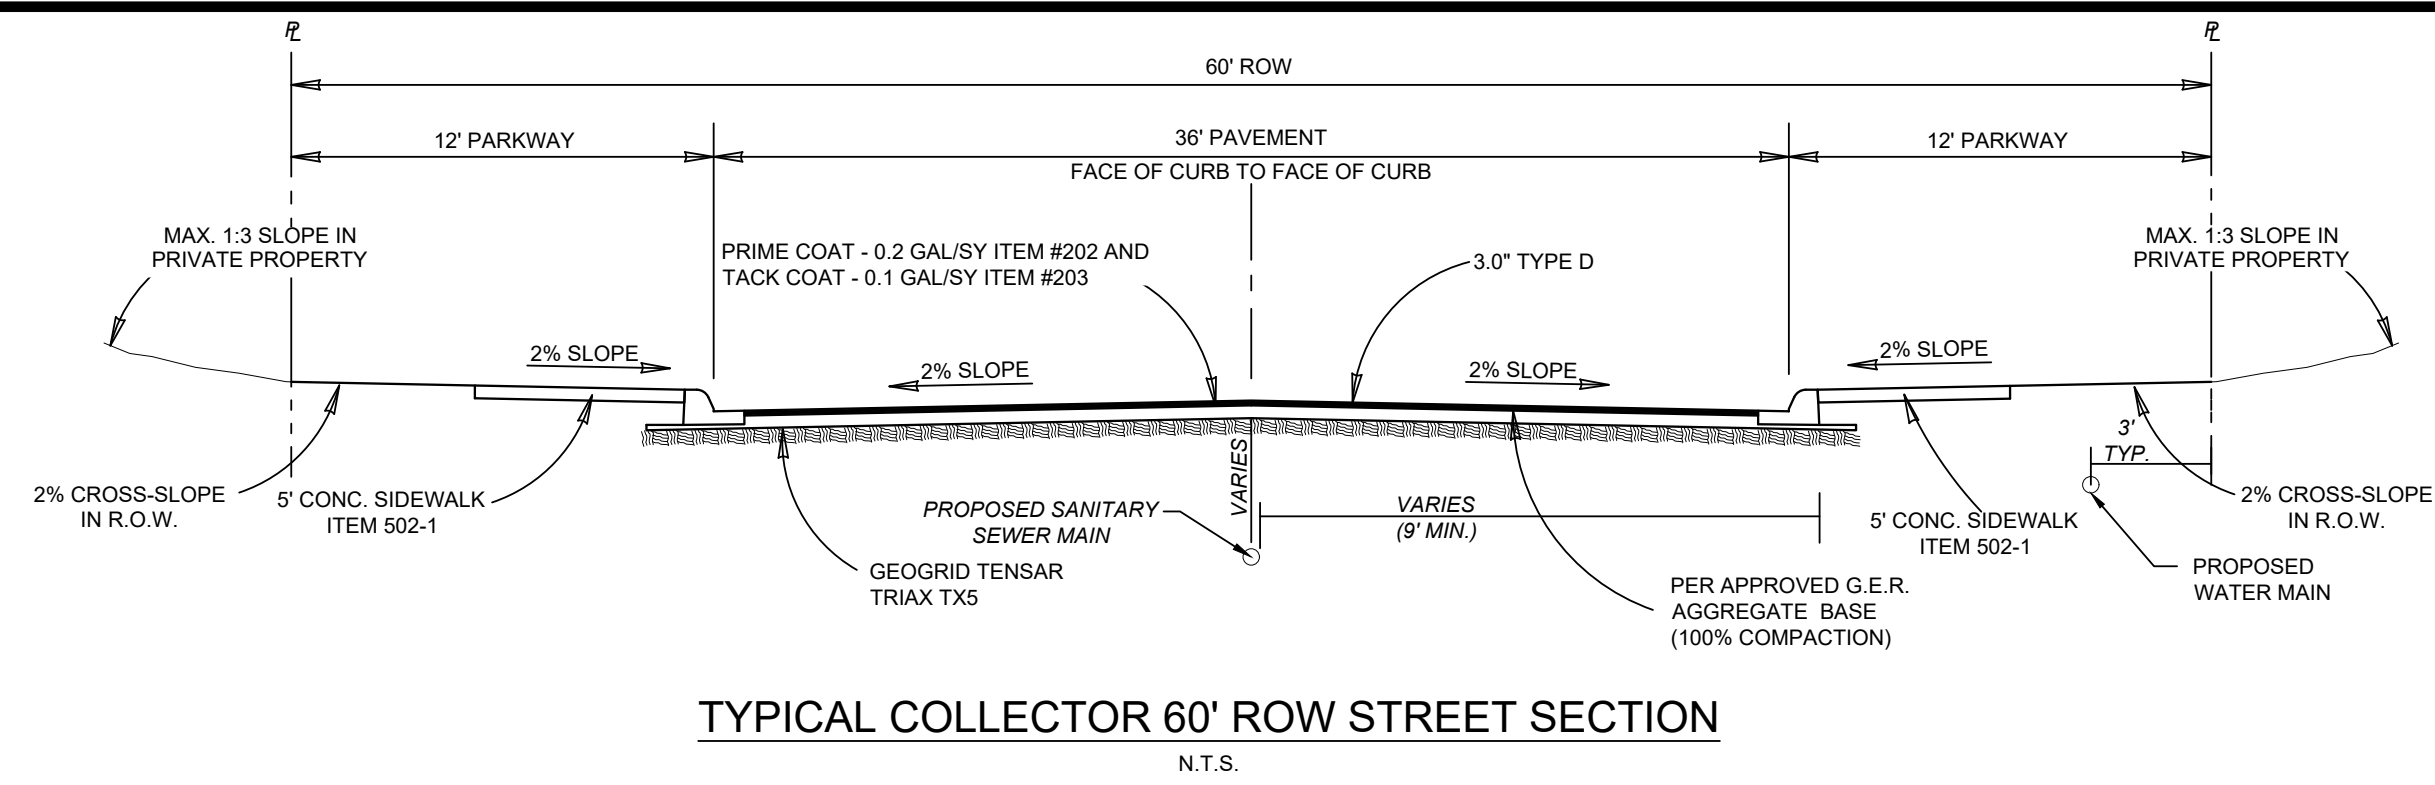 PL
PL
60' ROW
12' PARKWAY
36' PAVEMENT
12' PARKWAY
FACE OF CURB TO FACE OF CURB
MAX. 1:3 SLOPE IN
PRIVATE PROPERTY
PRIME COAT - 0.2 GAL/SY ITEM #202 AND
TACK COAT - 0.1 GAL/SY ITEM #203
3.0" TYPE D
MAX. 1:3 SLOPE IN
PRIVATE PROPERTY
2% SLOPE
2% SLOPE
2% SLOPE
2% SLOPE
2% CROSS-SLOPE
IN R.O.W.
5' CONC. SIDEWALK
ITEM 502-1
GEOGRID TENSAR
TRIAX TX5
PROPOSED SANITARY
SEWER MAIN
VARIES
VARIES
(9' MIN.)
PER APPROVED G.E.R.
AGGREGATE BASE
(100% COMPACTION)
5' CONC. SIDEWALK
ITEM 502-1
3'
TYP.
PROPOSED
WATER MAIN
2% CROSS-SLOPE
IN R.O.W.
TYPICAL COLLECTOR 60' ROW STREET SECTION
N.T.S.